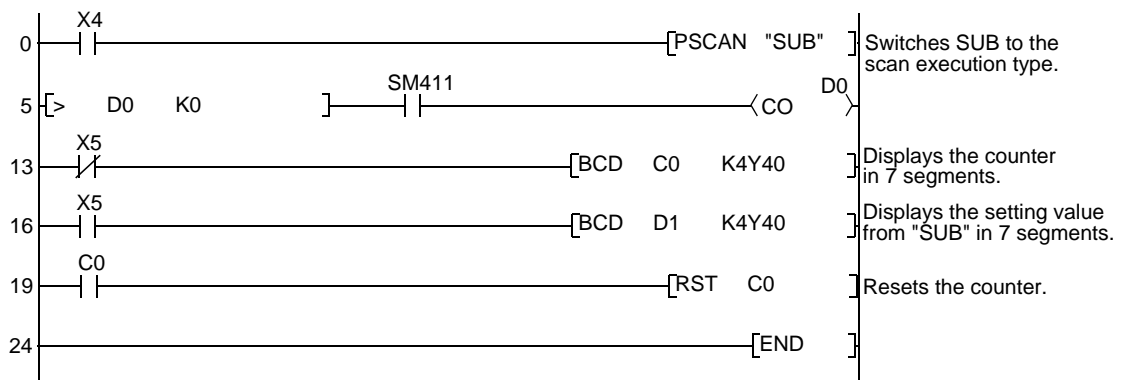 X4
0 [PSCAN "SUB" ] Switches SUB to the
scan execution type.
SM411 D0
5 [> D0 K0 ] CO
X5
13 [BCD C0 K4Y40 ] Displays the counter
in 7 segments.
X5
16 [BCD D1 K4Y40 ] Displays the setting value
from "SUB" in 7 segments.
C0
19 [RST C0 ] Resets the counter.
24 [END ]